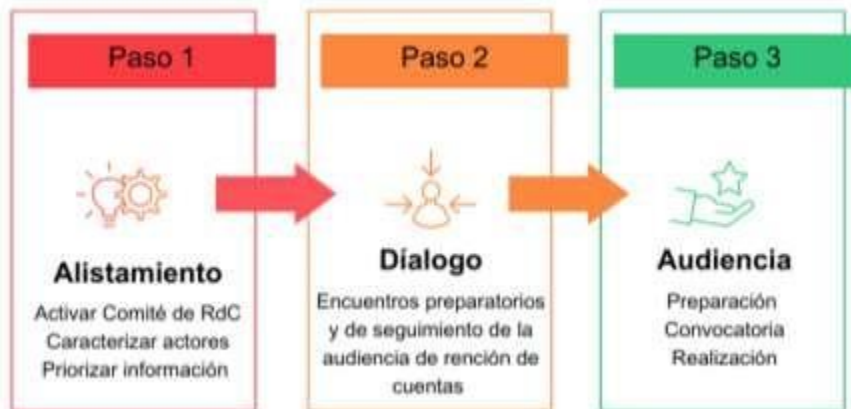 Paso 1
Alistamiento
Activar Comité de RdC
Caracterizar actores
Priorizar información
Paso 2
Díalogo
Encuentros preparatorios
y de seguimiento de la
audiencia de rención de
cuentas
Paso 3
Audiencia
Preparación
Convocatoria
Realización